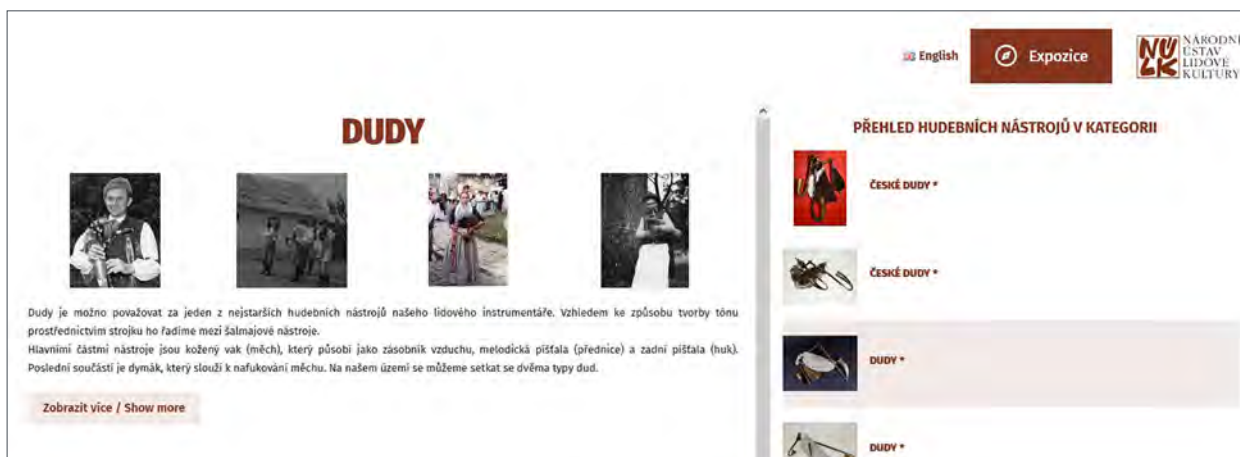 English
Expozice
NÚLK
NÁRODNÍ
ÚSTAV
LIDOVÉ
KULTURY
DUDY
Dudy je možno považovat za jeden z nejstarších hudebních nástrojů našeho lidového instrumentáře. Vzhledem ke způsobu tvorby tónu
prostřednictvím strojku ho řadíme mezi šalmajové nástroje.
Hlavními částmi nástroje jsou kožený vak (měch), který působí jako zásobník vzduchu, melodická píšťala (přednice) a zadní píšťala (huk).
Poslední součástí je dymák, který slouží k nafukování měchu. Na našem území se můžeme setkat se dvěma typy dud.
Zobrazit více / Show more
PŘEHLED HUDEBNÍCH NÁSTROJŮ V KATEGORII
ČESKÉ DUDY *
ČESKÉ DUDY *
DUDY *
DUDY *